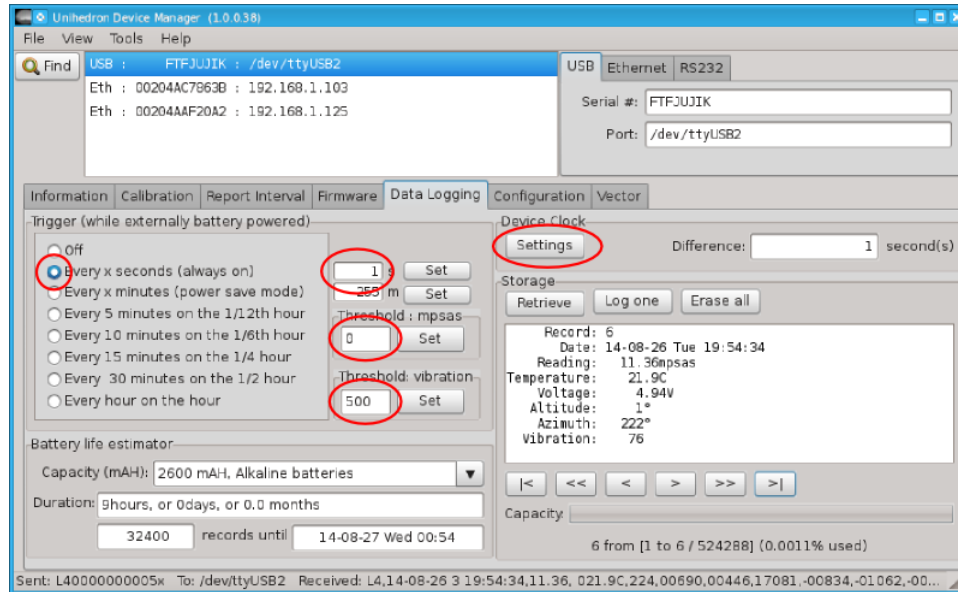 Unihedron Device Manager (1.0.0.38)
File View Tools Help
Find
USB : FTFJUJIK : /dev/ttyUSB2
Eth : 00204AC7863B : 192.168.1.103
Eth : 00204AAF20A2 : 192.168.1.125
USB Ethernet RS232
Serial #: FTFJUJIK
Port: /dev/ttyUSB2
Information Calibration Report Interval Firmware Data Logging Configuration Vector
Trigger (while externally battery powered)
Off
Every x seconds (always on) 1 s Set
Every x minutes (power save mode) 255 m Set
Every 5 minutes on the 1/12th hour
Every 10 minutes on the 1/6th hour
Every 15 minutes on the 1/4 hour
Every 30 minutes on the 1/2 hour
Every hour on the hour
Threshold : mpsas
0 Set
Threshold: vibration
500 Set
Battery life estimator
Capacity (mAH): 2600 mAH, Alkaline batteries
Duration: 9hours, or 0days, or 0.0 months
32400 records until 14-08-27 Wed 00:54
Device Clock
Settings Difference: 1 second(s)
Storage
Retrieve Log one Erase all
Record: 6
Date: 14-08-26 Tue 19:54:34
Reading: 11.36mpsas
Temperature: 21.9C
Voltage: 4.94V
Altitude: 1°
Azimuth: 222°
Vibration: 76
|< << < > >> >|
Capacity:
6 from [1 to 6 / 524288] (0.0011% used)
Sent: L40000000005x To: /dev/ttyUSB2 Received: L4,14-08-26 3 19:54:34,11.36, 021.9C,224,00690,00446,17081,-00834,-01062,-00...